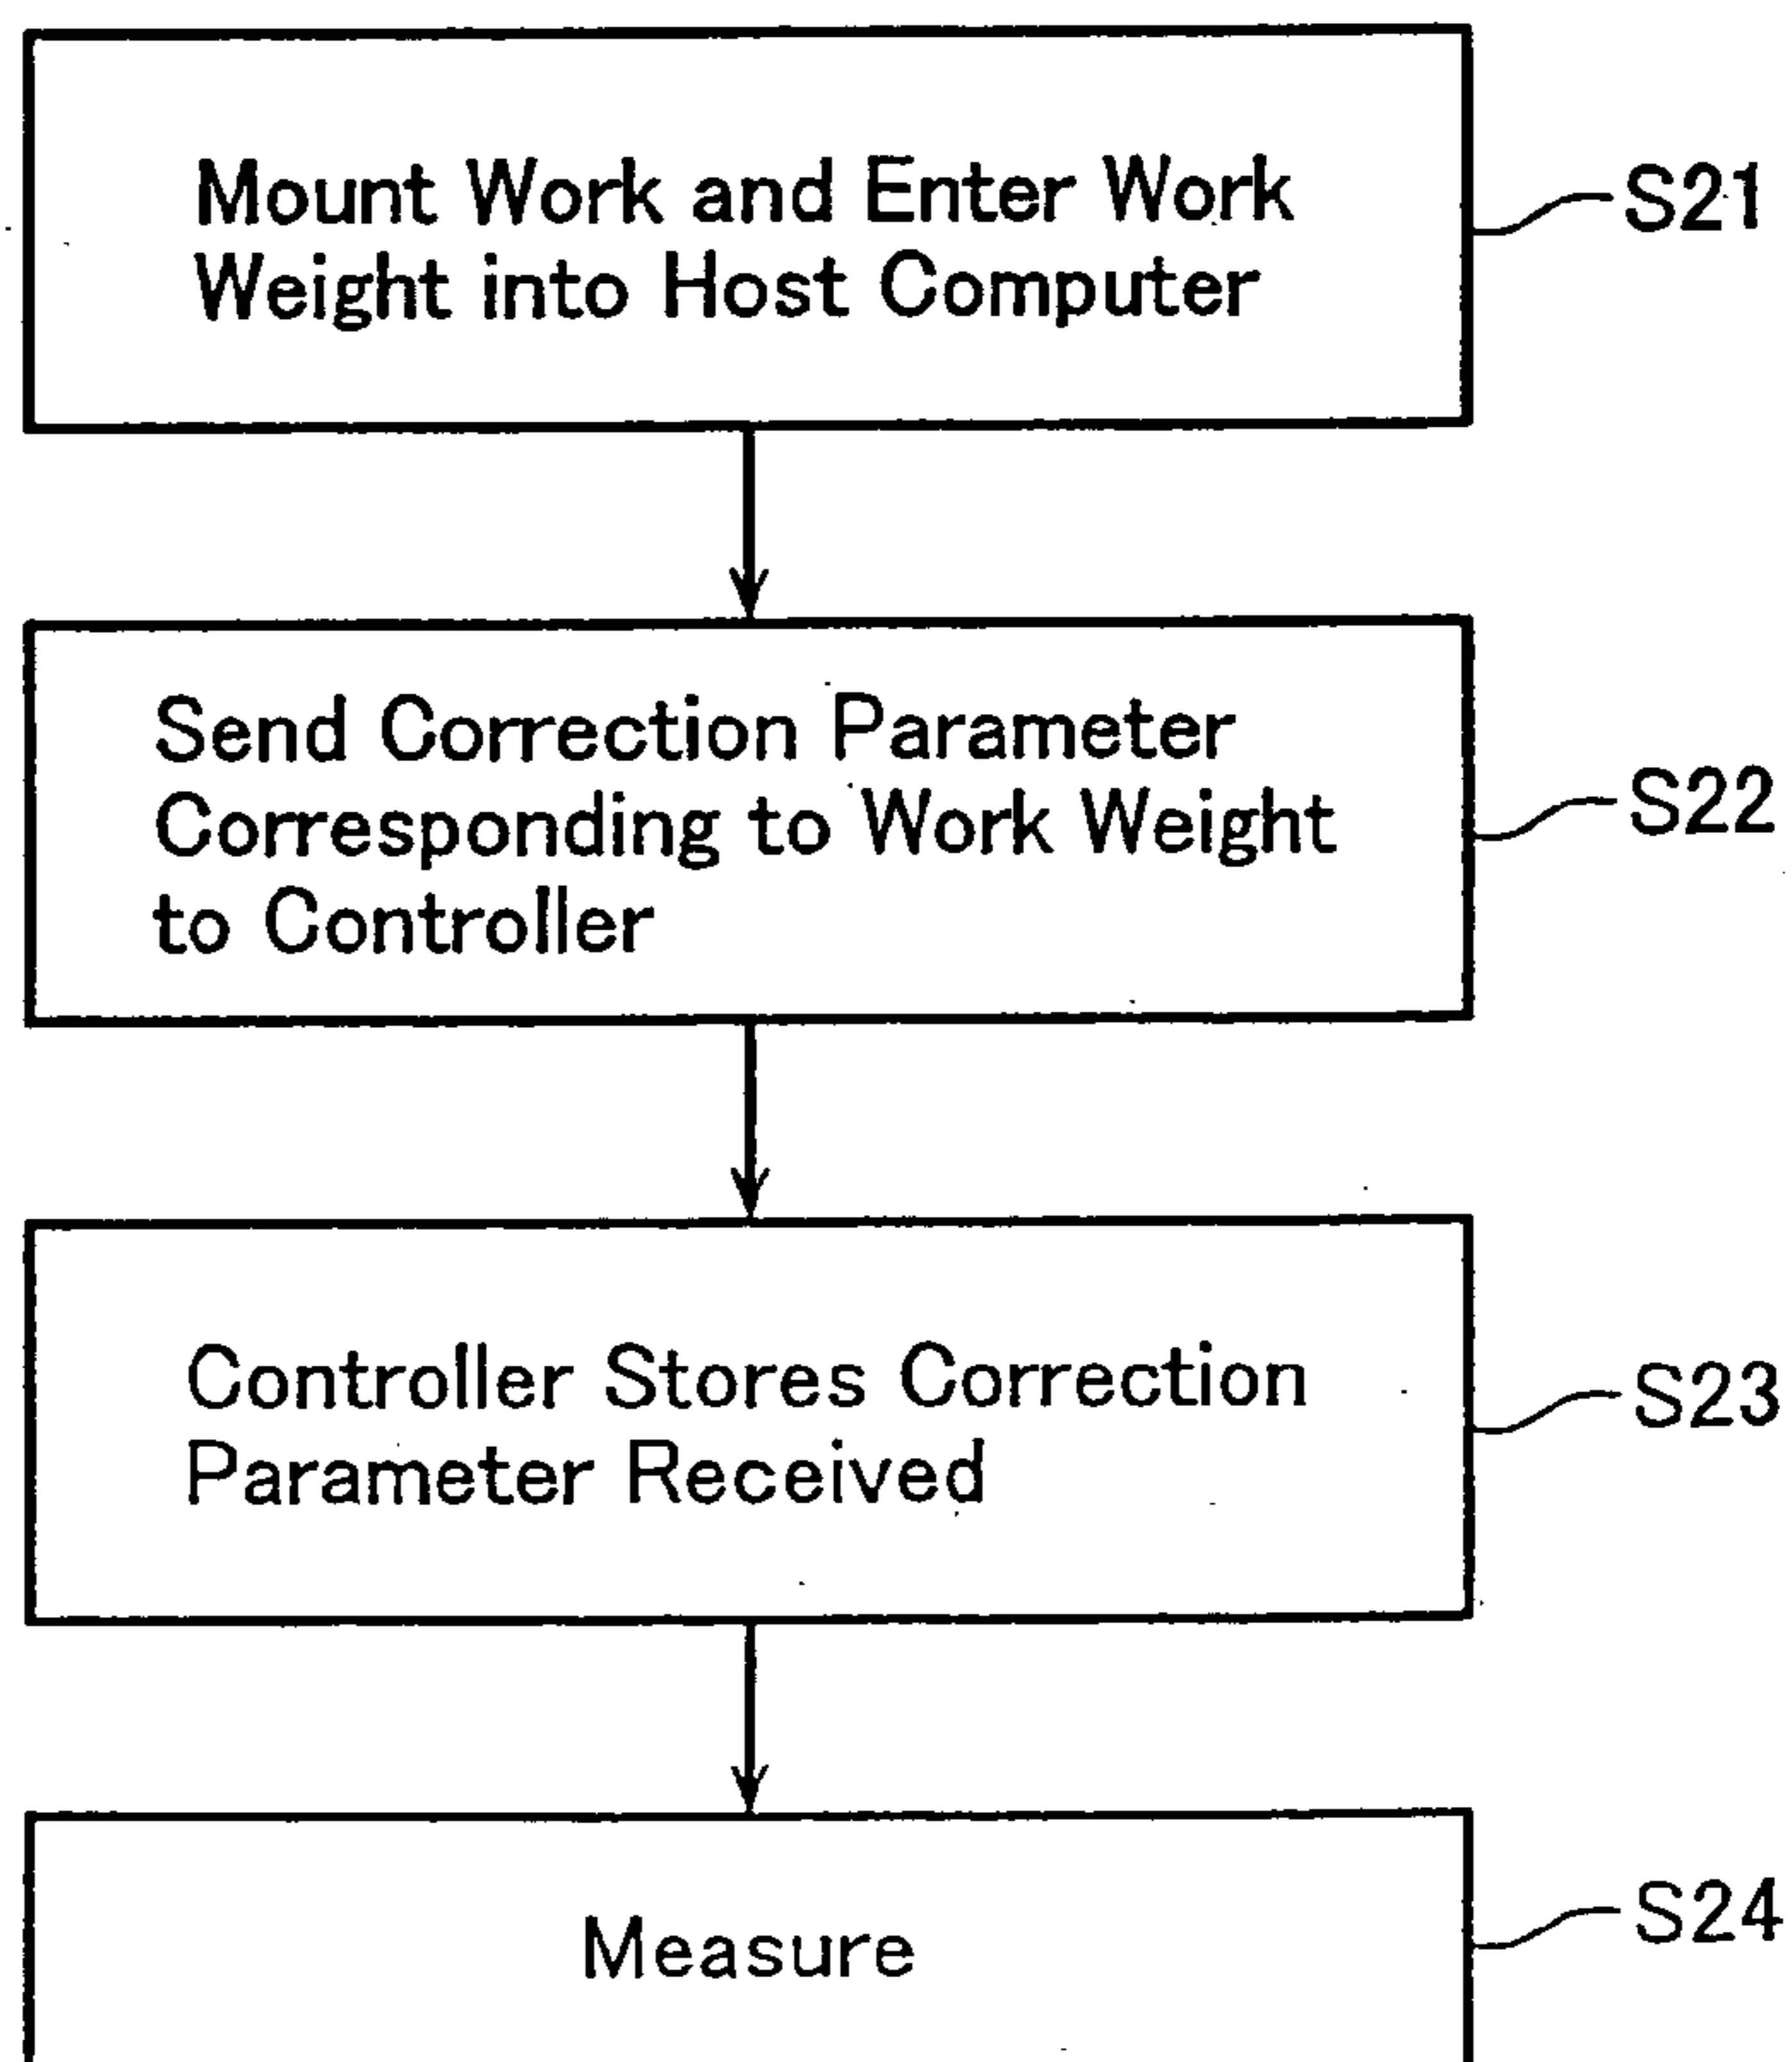 Mount Work and Enter Work
Weight into Host Computer
S21
Send Correction Parameter
Corresponding to Work Weight
to Controller
S22
Controller Stores Correction
Parameter Received
S23
Measure
S24